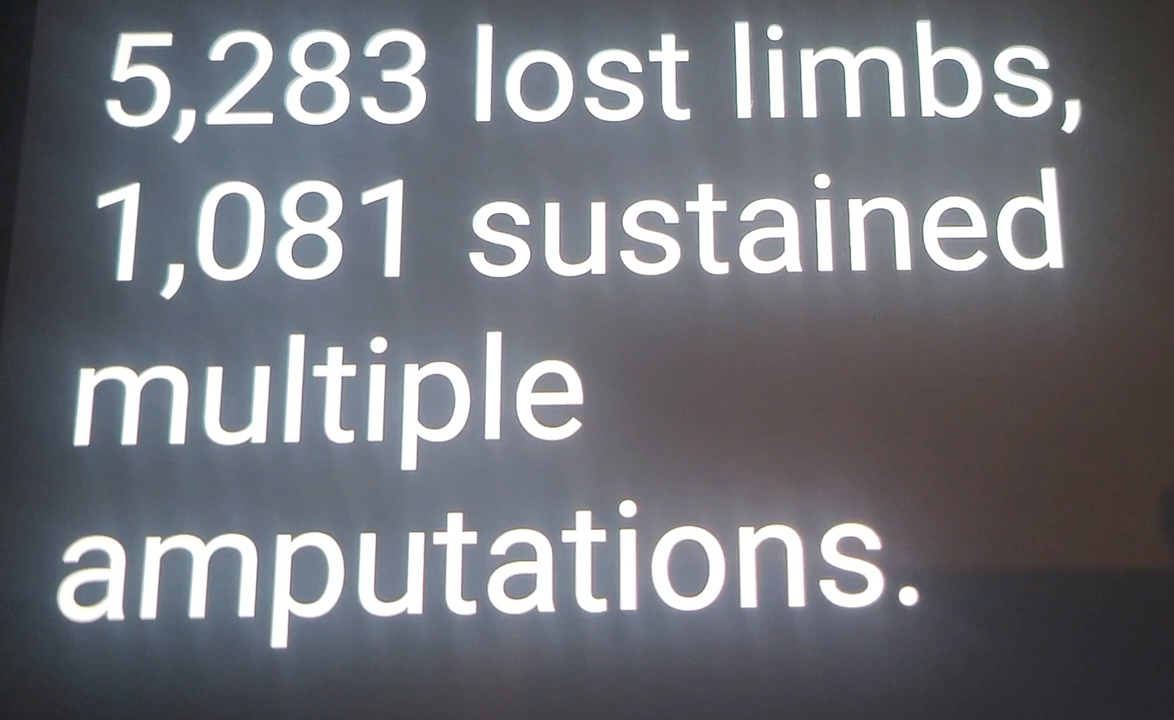 5,283 lost limbs,
1,081 sustained
multiple
amputations.